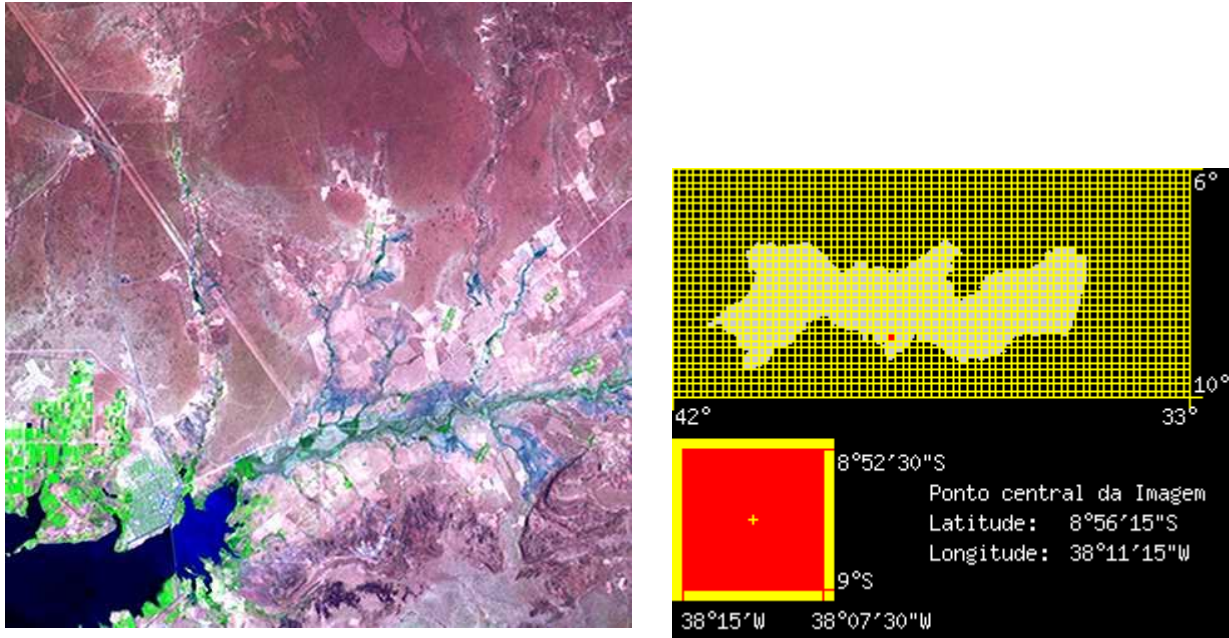 6°
10°
42° 33°
8°52′30"S
Ponto central da Imagem
Latitude: 8°56′15"S
Longitude: 38°11′15"W
9°S
38°15′W 38°07′30"W